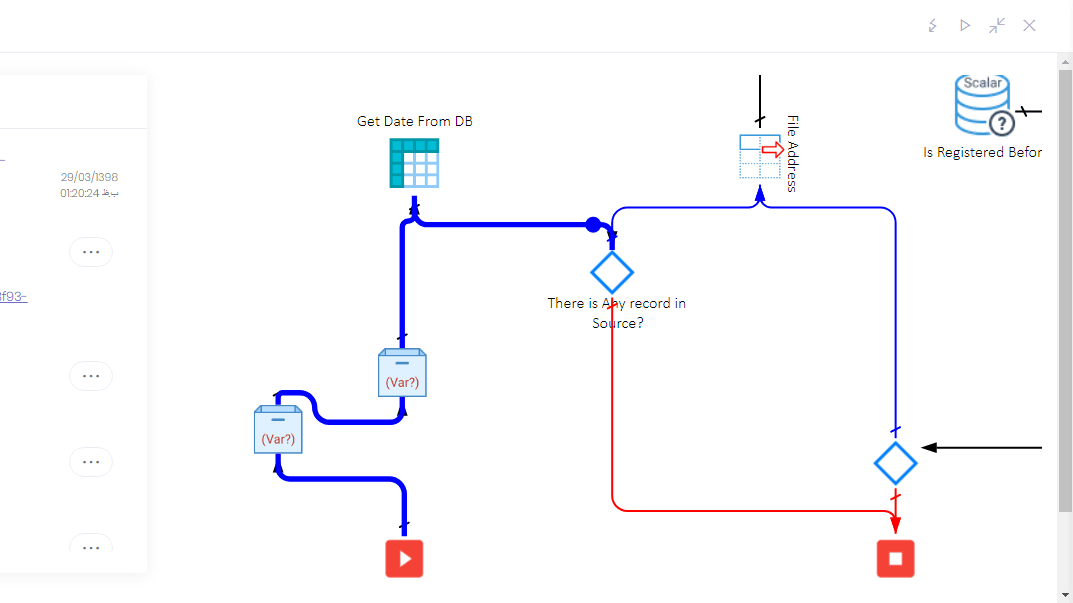 29/03/1398
01:20:24 ب.ظ
...
3f93-
...
...
...
Get Date From DB
File Address
Scalar
?
Is Registered Befor
There is Any record in
Source?
(Var?)
(Var?)